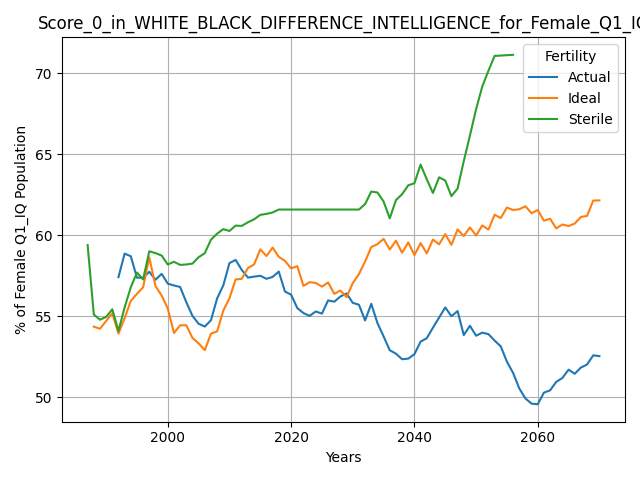 Score_0_in_WHITE_BLACK_DIFFERENCE_INTELLIGENCE_for_Female_Q1_IQ
Fertility
Actual
Ideal
Sterile
% of Female Q1_IQ Population
70
65
60
55
50
2000
2020
2040
2060
Years